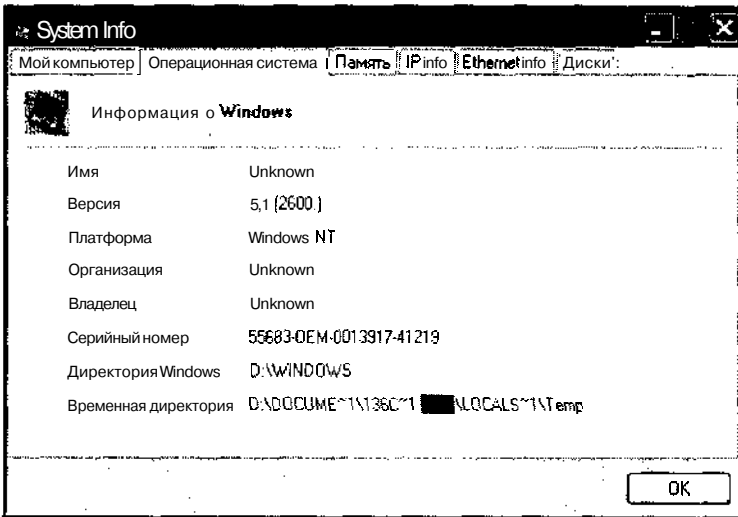 System Info
Мой компьютер Операционная система Память IP info Ethernet info Диски
Информация о Windows
Имя Unknown
Версия 5,1 (2600.)
Платформа Windows NT
Организация Unknown
Владелец Unknown
Серийный номер 55683-OEM-0013917-41219
Директория Windows D:\WINDOWS
Временная директория D:\DOCUME~1\136C~1 \LOCALS~1\Temp
OK